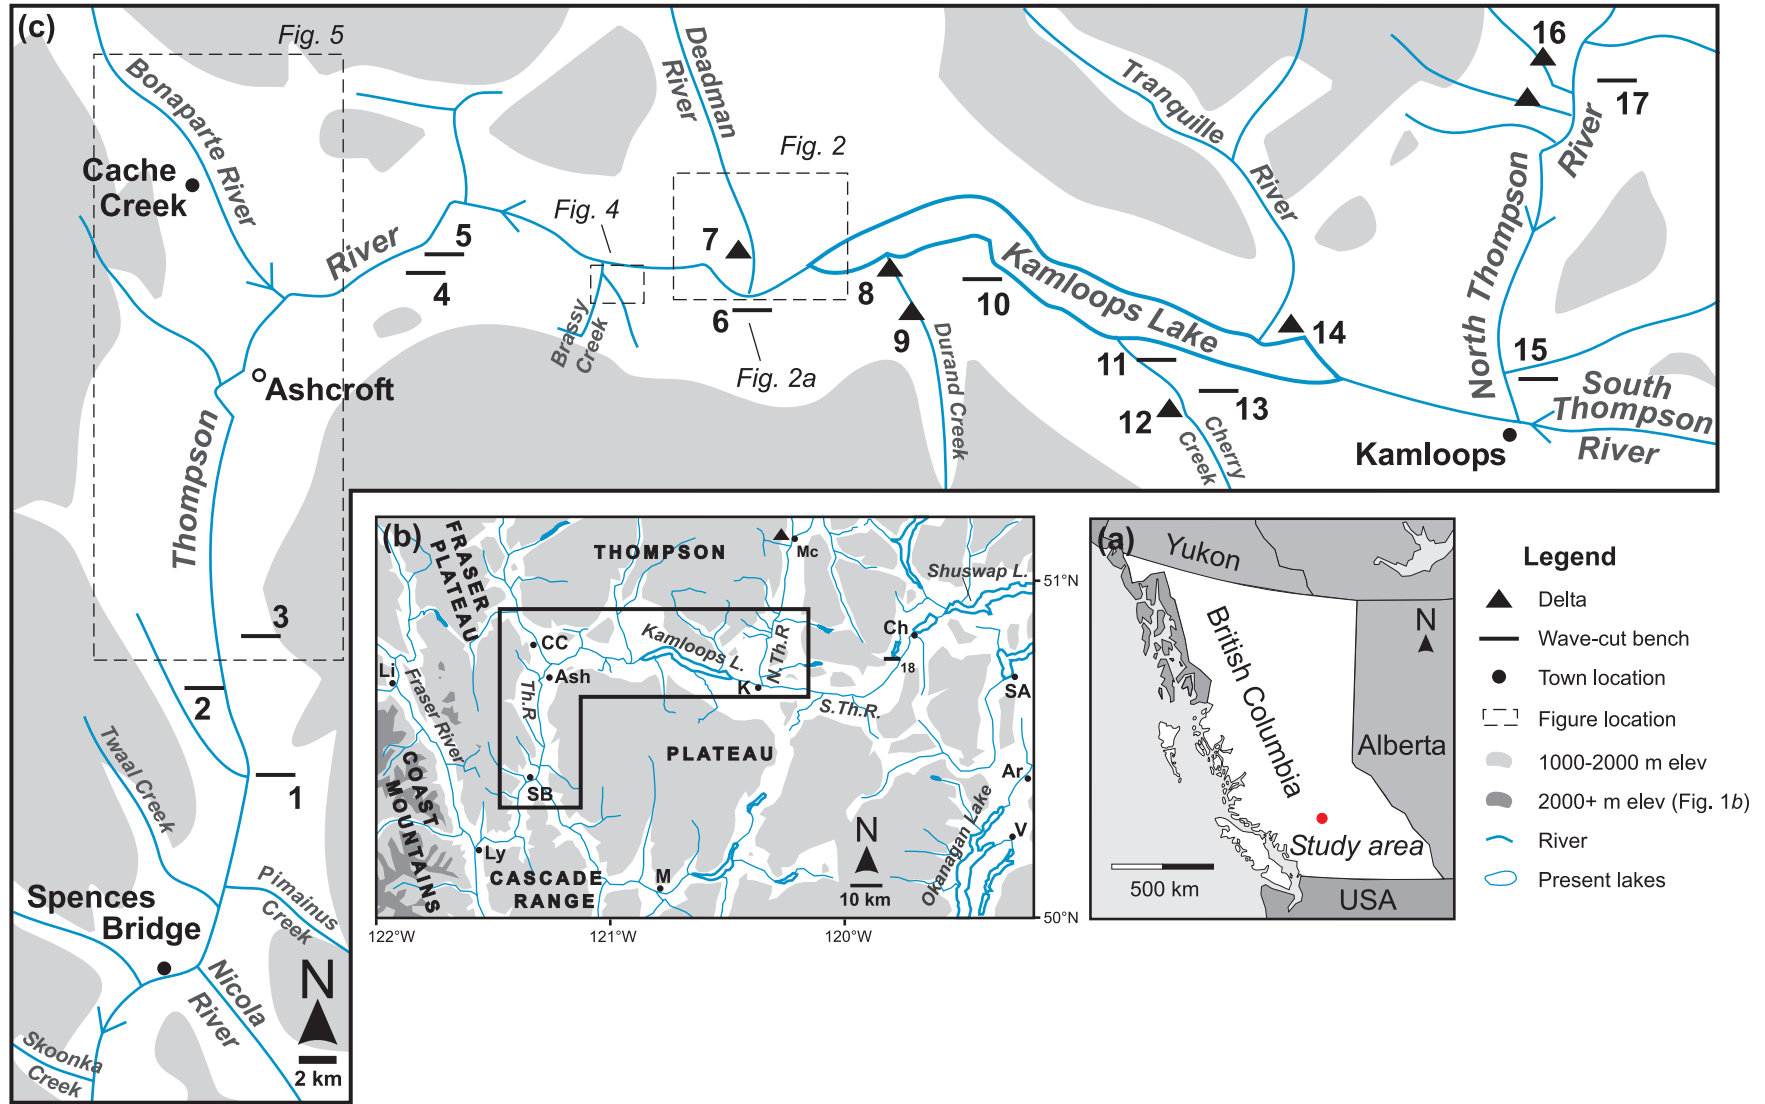 (c)
Fig. 5
Bonaparte River
Cache
Creek
River
Ashcroft
Thompson
Deadman
River
Fig. 2
Fig. 4
Brassy
Creek
Fig. 2a
Durand Creek
Kamloops Lake
Tranquille
River
Cherry
Creek
North Thompson
River
South
Thompson
River
Kamloops
1
2
3
4
5
6
7
8
9
10
11
12
13
14
15
16
17
Twaal Creek
Spences
Bridge
Pimainus
Creek
Nicola
River
Skoonka
Creek
N
2 km
(b)
FRASER
PLATEAU
THOMPSON
Mc
Shuswap L.
51°N
CC
Kamloops L.
N.Th.R
Ch
18
Li
Ash
K
SA
Fraser River
Th.R
S.Th.R.
PLATEAU
COAST
MOUNTAINS
SB
Ar
N
10 km
Okanagan Lake
V
Ly
CASCADE
RANGE
M
50°N
122°W
121°W
120°W
(a)
Yukon
British Columbia
N
Alberta
Study area
500 km
USA
Legend
Delta
Wave-cut bench
Town location
Figure location
1000-2000 m elev
2000+ m elev (Fig. 1b)
River
Present lakes